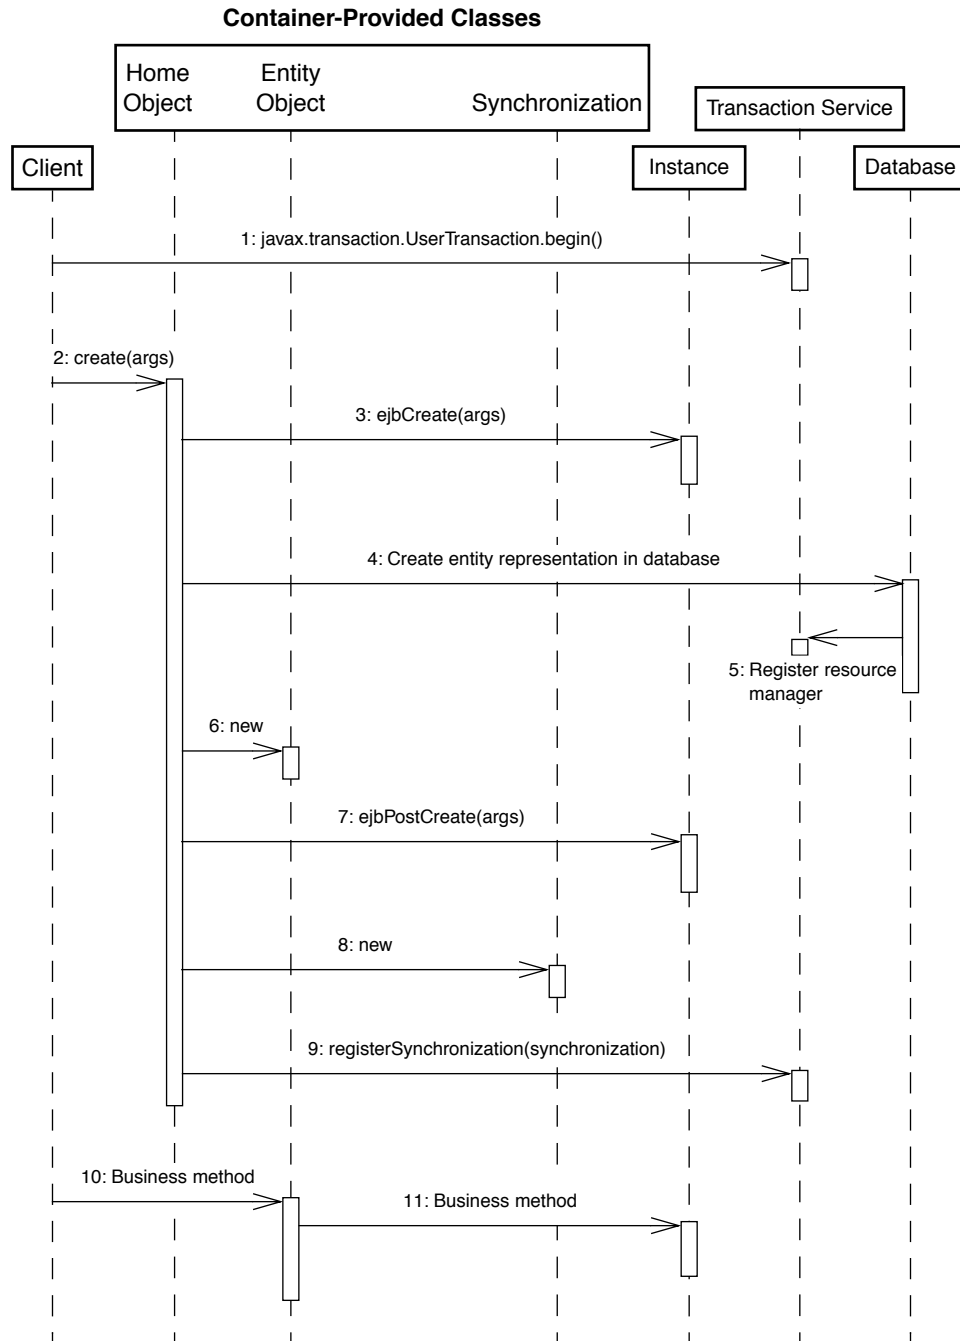 Container-Provided Classes
Home
Object
Entity
Object
Synchronization
Transaction Service
Client
Instance
Database
1: javax.transaction.UserTransaction.begin()
2: create(args)
3: ejbCreate(args)
4: Create entity representation in database
5: Register resource
manager
6: new
7: ejbPostCreate(args)
8: new
9: registerSynchronization(synchronization)
10: Business method
11: Business method